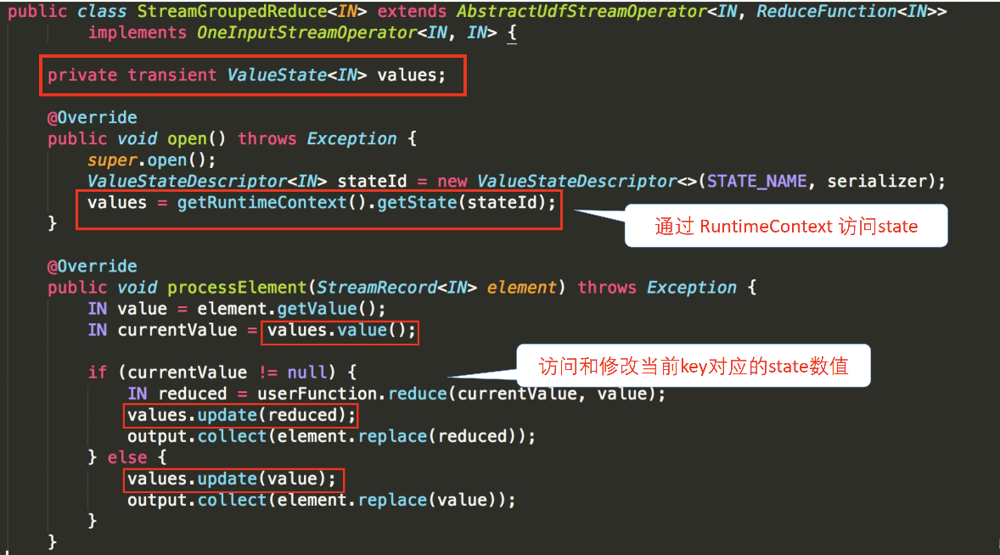 public class StreamGroupedReduce<IN> extends AbstractUdfStreamOperator<IN, ReduceFunction<IN>>
implements OneInputStreamOperator<IN, IN> {
private transient ValueState<IN> values;
@Override
public void open() throws Exception {
super.open();
ValueStateDescriptor<IN> stateId = new ValueStateDescriptor<>(STATE_NAME, serializer);
values = getRuntimeContext().getState(stateId);
}
通过 RuntimeContext 访问state
@Override
public void processElement(StreamRecord<IN> element) throws Exception {
IN value = element.getValue();
IN currentValue = values.value();
if (currentValue != null) {
访问和修改当前key对应的state数值
IN reduced = userFunction.reduce(currentValue, value);
values.update(reduced);
output.collect(element.replace(reduced));
} else {
values.update(value);
output.collect(element.replace(value));
}
}